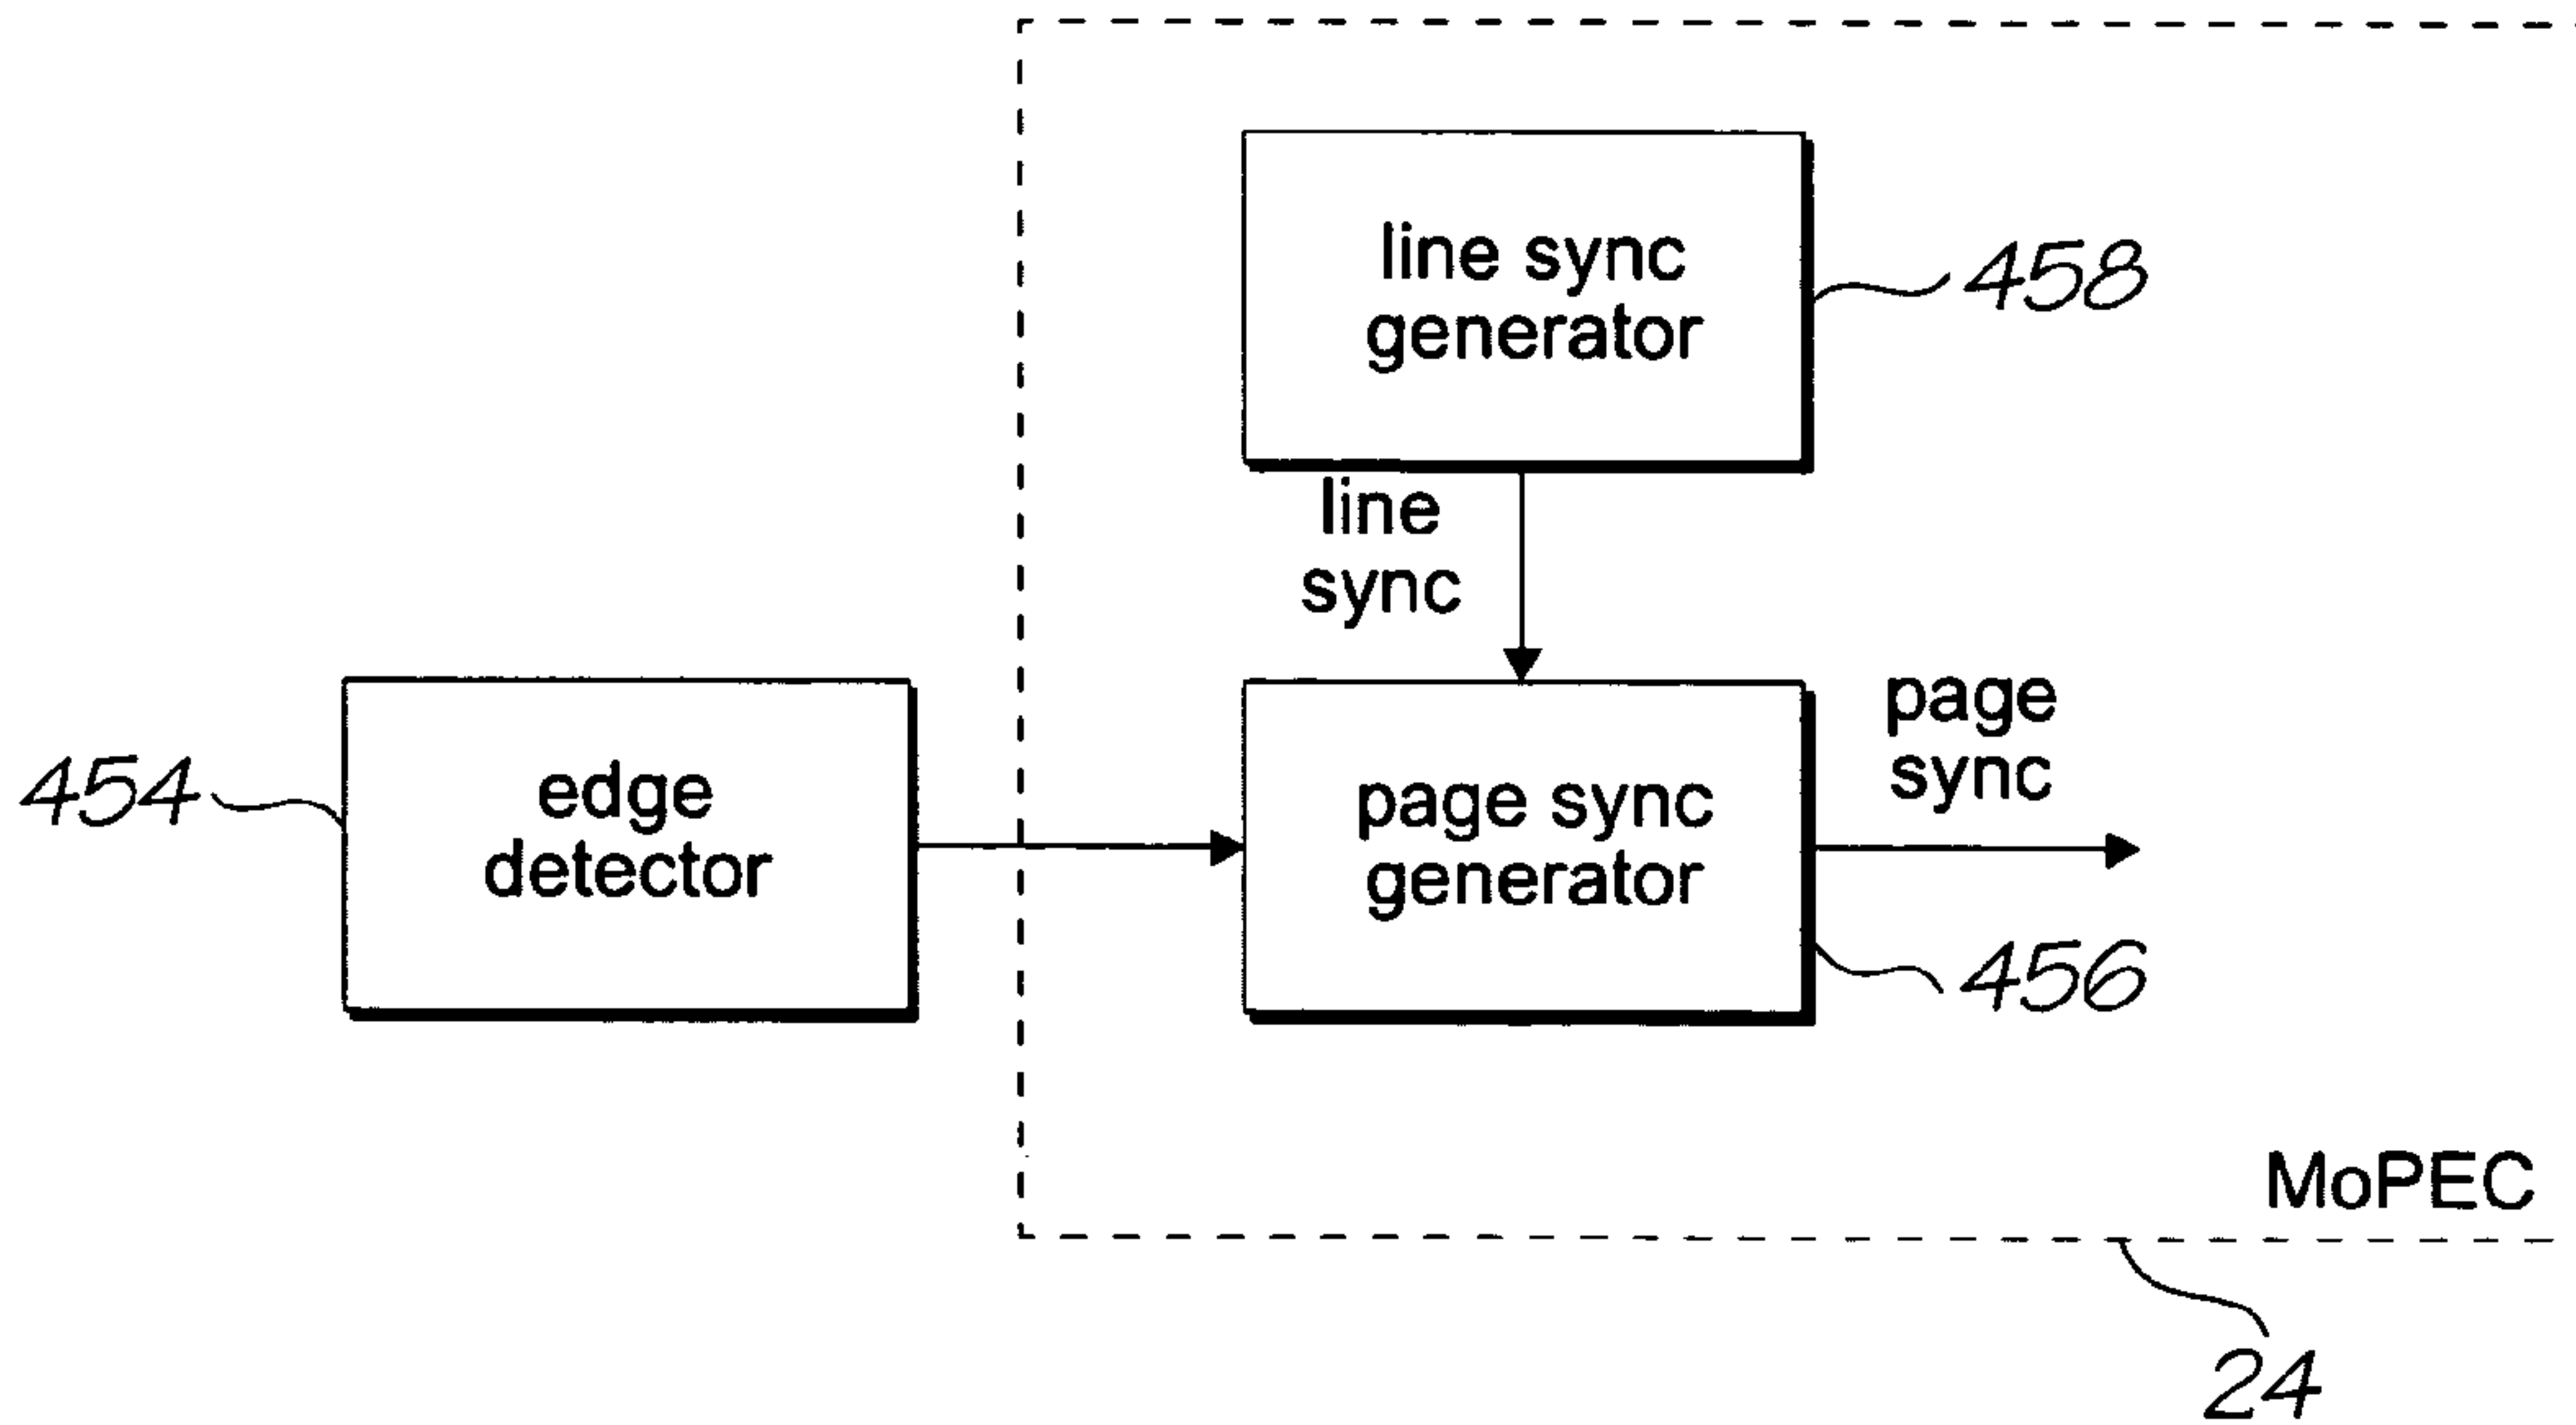 line sync
generator
458
line
sync
page
sync
454
edge
detector
page sync
generator
456
MoPEC
24